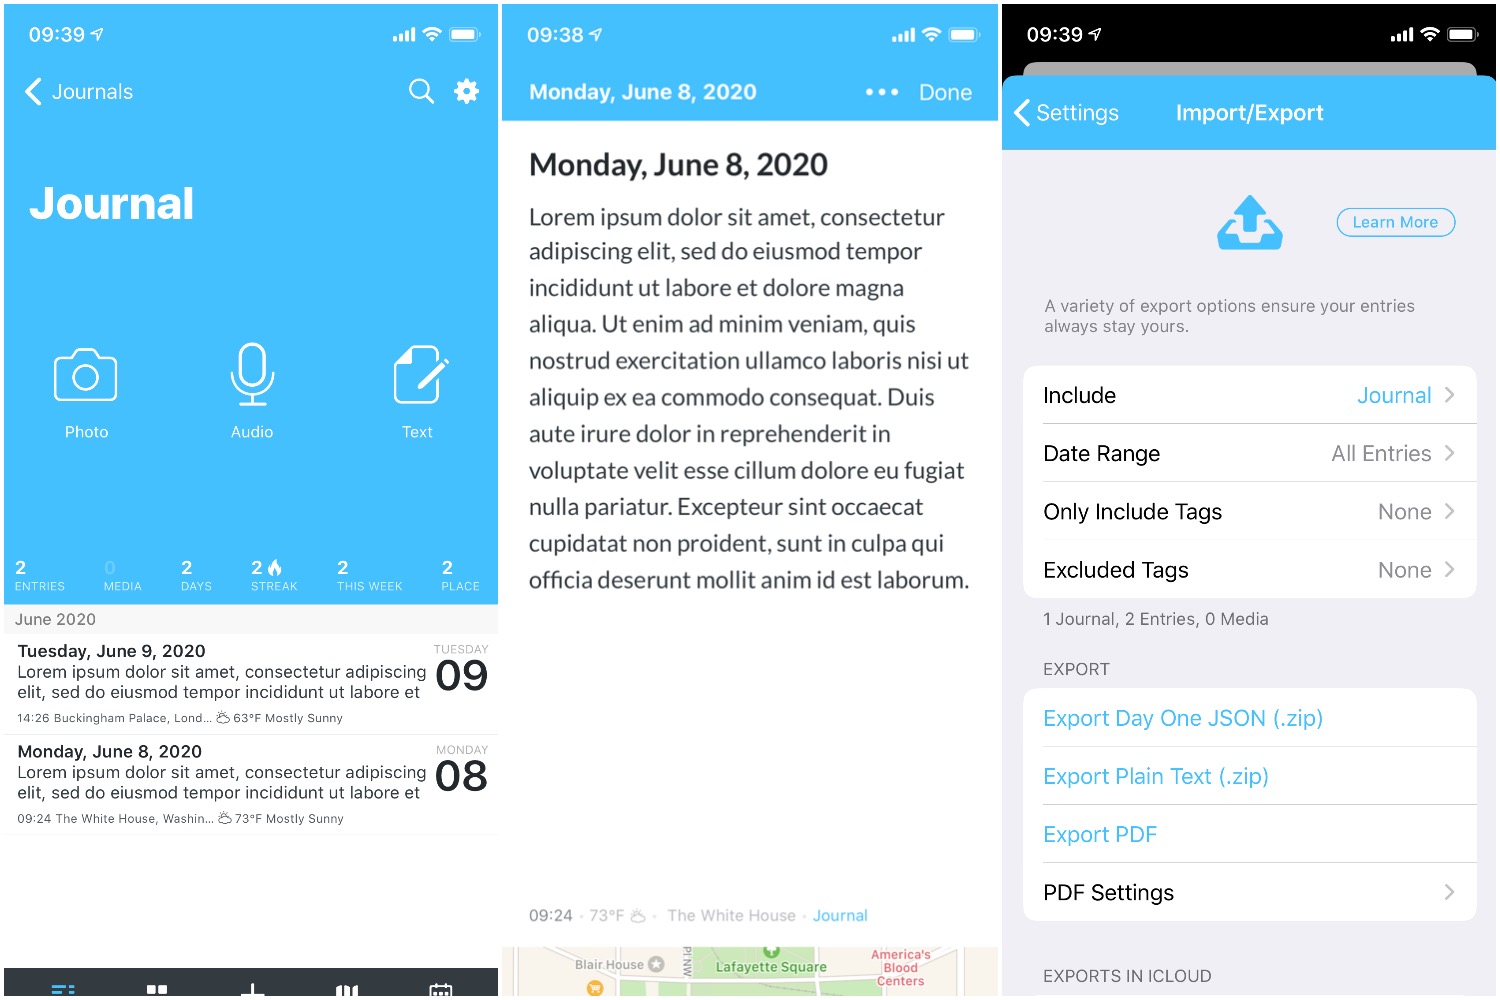 09:39
Journals
Journal
Photo
Audio
Text
2 0 2 2 2 2
ENTRIES MEDIA DAYS STREAK THIS WEEK PLACE
June 2020
Tuesday, June 9, 2020
Lorem ipsum dolor sit amet, consectetur adipiscing
elit, sed do eiusmod tempor incididunt ut labore et
14:26 Buckingham Palace, Lond... 63°F Mostly Sunny
TUESDAY
09
Monday, June 8, 2020
Lorem ipsum dolor sit amet, consectetur adipiscing
elit, sed do eiusmod tempor incididunt ut labore et
09:24 The White House, Washin... 73°F Mostly Sunny
MONDAY
08
09:38
Monday, June 8, 2020 ••• Done
Monday, June 8, 2020
Lorem ipsum dolor sit amet, consectetur
adipiscing elit, sed do eiusmod tempor
incididunt ut labore et dolore magna
aliqua. Ut enim ad minim veniam, quis
nostrud exercitation ullamco laboris nisi ut
aliquip ex ea commodo consequat. Duis
aute irure dolor in reprehenderit in
voluptate velit esse cillum dolore eu fugiat
nulla pariatur. Excepteur sint occaecat
cupidatat non proident, sunt in culpa qui
officia deserunt mollit anim id est laborum.
09:24 · 73°F · The White House · Journal
Blair House
Pl NW
Lafayette Square
America's
Blood
Centers
09:39
Settings Import/Export
Learn More
A variety of export options ensure your entries
always stay yours.
Include Journal
Date Range All Entries
Only Include Tags None
Excluded Tags None
1 Journal, 2 Entries, 0 Media
EXPORT
Export Day One JSON (.zip)
Export Plain Text (.zip)
Export PDF
PDF Settings
EXPORTS IN ICLOUD